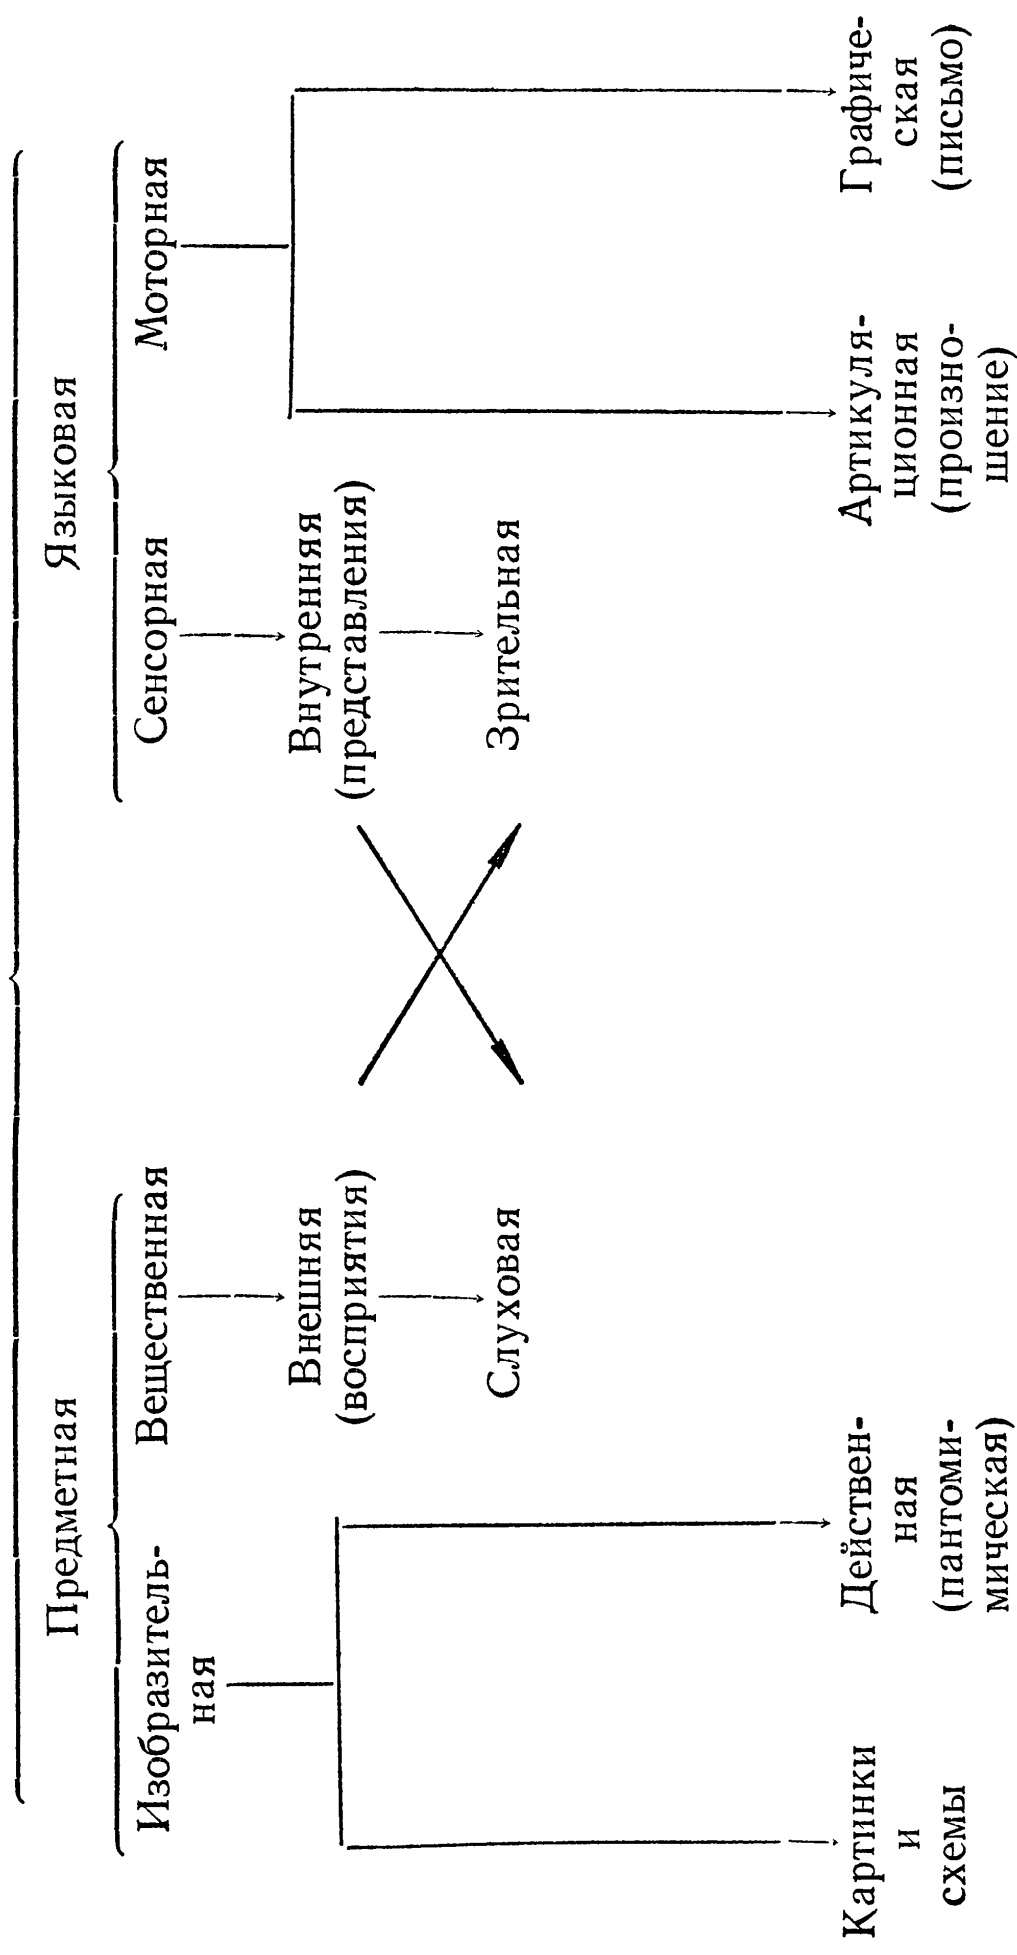 Предметная
Языковая
Изобразитель-
ная
Вещественная
Сенсорная
Моторная
Внешняя
(восприятия)
Внутренняя
(представления)
Слуховая
Зрительная
Картинки
и
схемы
Действен-
ная
(пантоми-
мическая)
Артикуля-
ционная
(произно-
шение)
Графиче-
ская
(письмо)